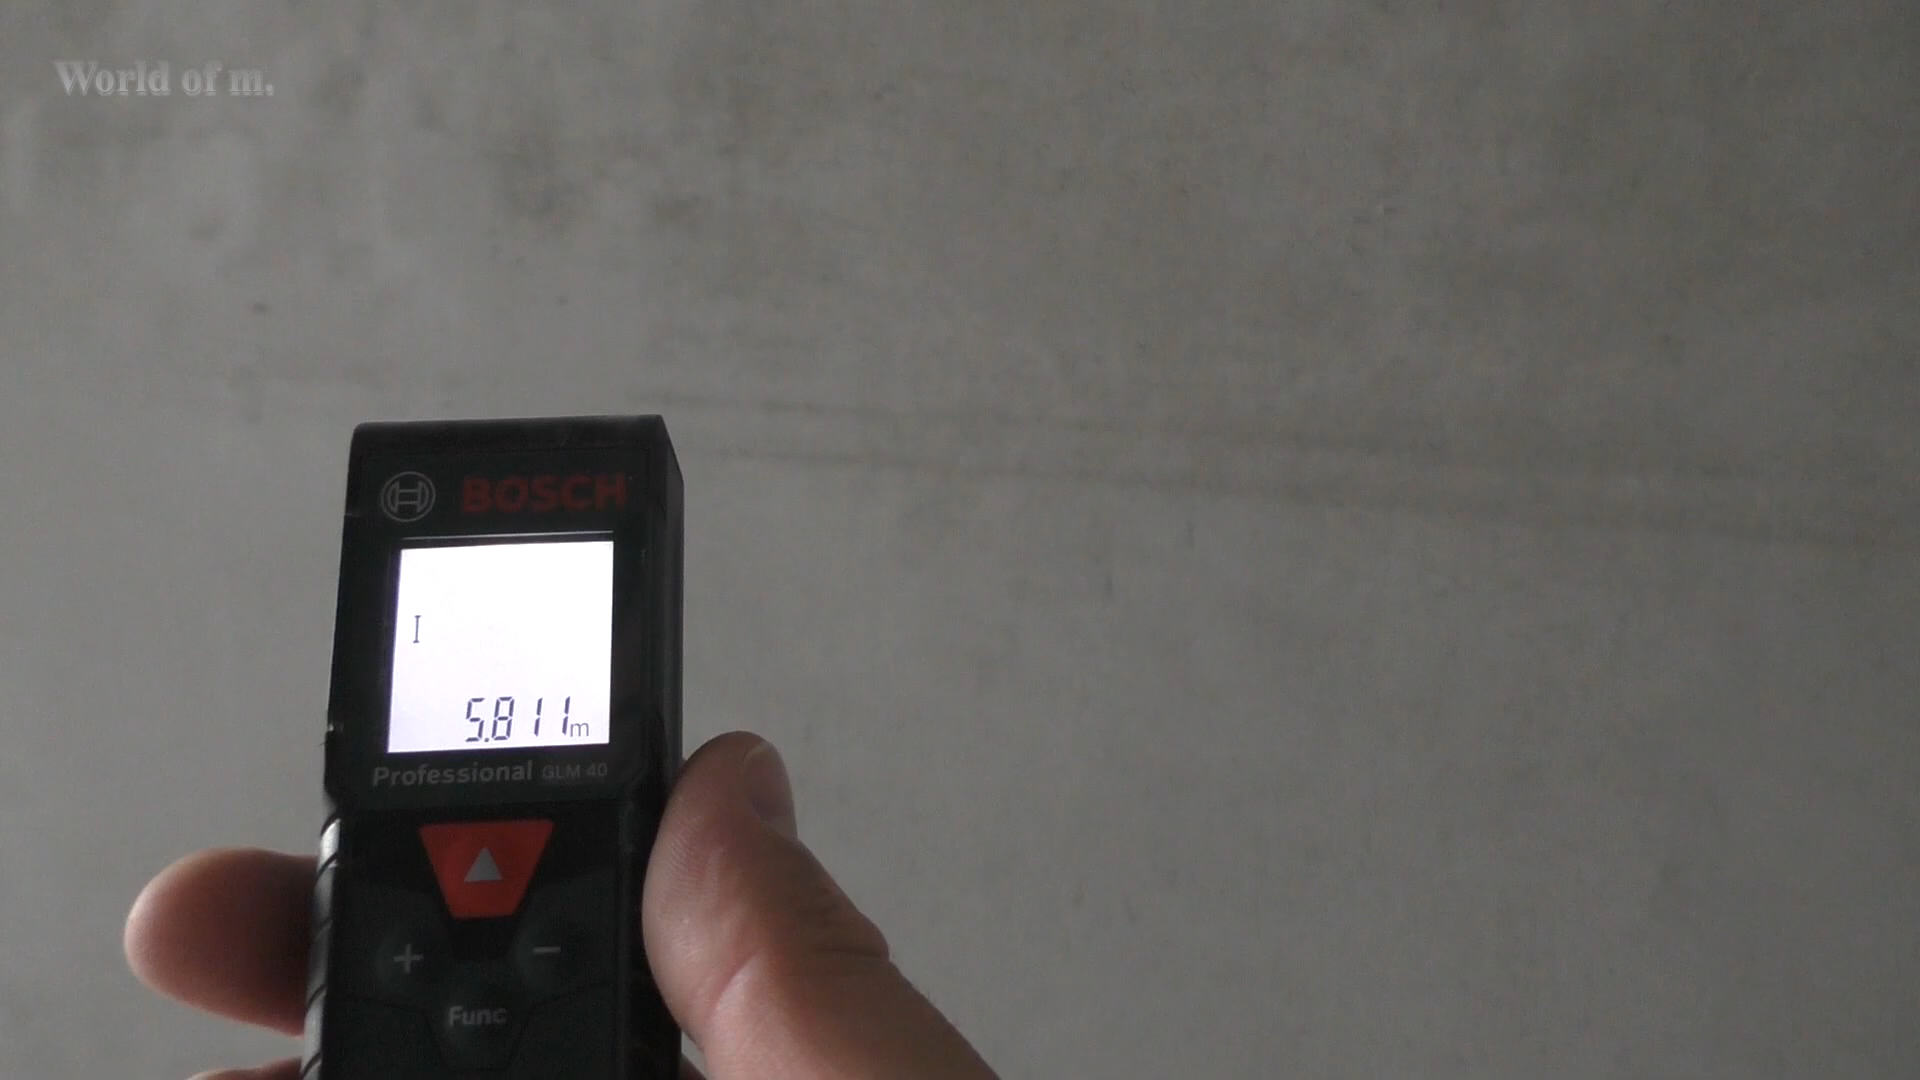 World of m.
BOSCH
I
5.811m
Professional GLM 40
+ −
Func